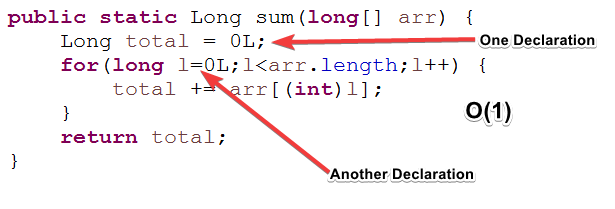 public static Long sum(long[] arr) {
Long total = 0L;
One Declaration
for(long l=0L;l<arr.length;l++) {
total += arr[(int)l];
}
O(1)
return total;
}
Another Declaration